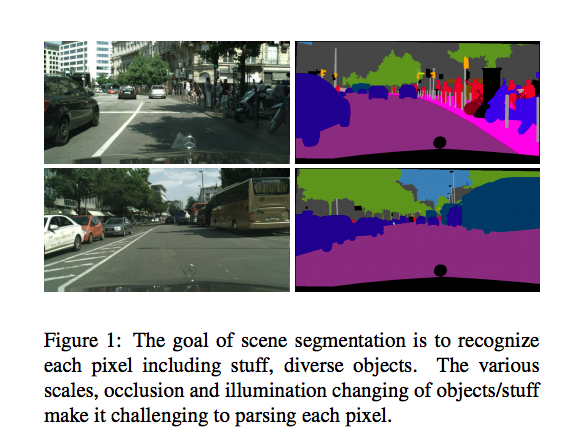 Figure 1: The goal of scene segmentation is to recognize
each pixel including stuff, diverse objects. The various
scales, occlusion and illumination changing of objects/stuff
make it challenging to parsing each pixel.